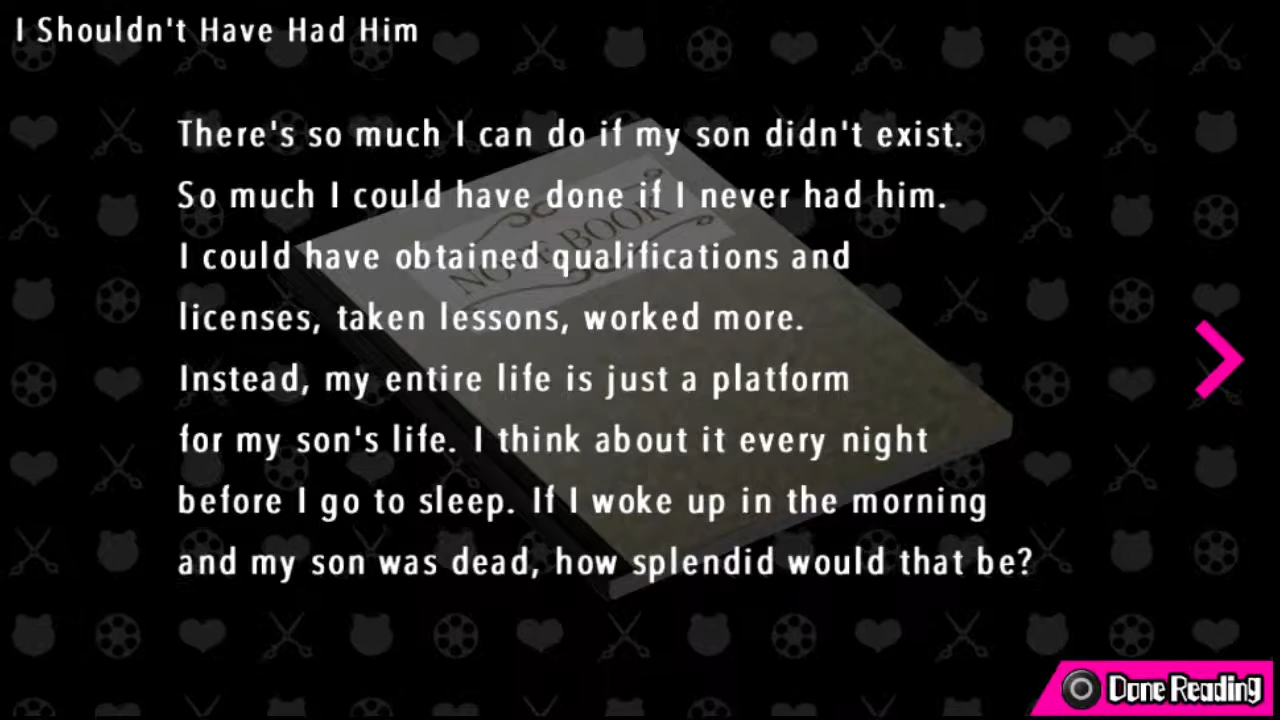 I Shouldn't Have Had Him
There's so much I can do if my son didn't exist.
So much I could have done if I never had him.
I could have obtained qualifications and
licenses, taken lessons, worked more.
Instead, my entire life is just a platform
for my son's life. I think about it every night
before I go to sleep. If I woke up in the morning
and my son was dead, how splendid would that be?
NOTE BOOK
Done Reading